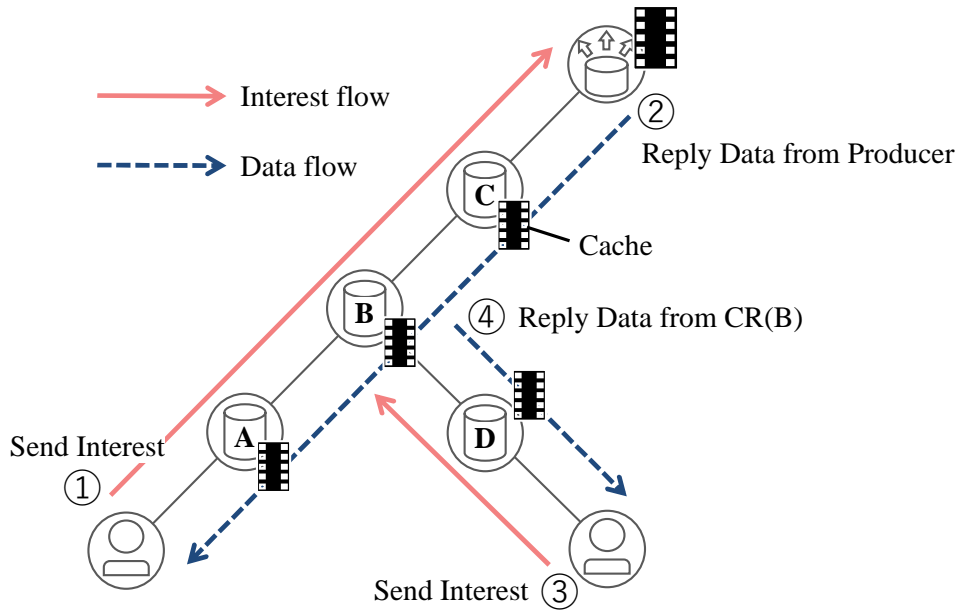 Interest flow
②
Data flow
Reply Data from Producer
C
Cache
B
④ Reply Data from CR(B)
A
D
Send Interest
①
Send Interest ③